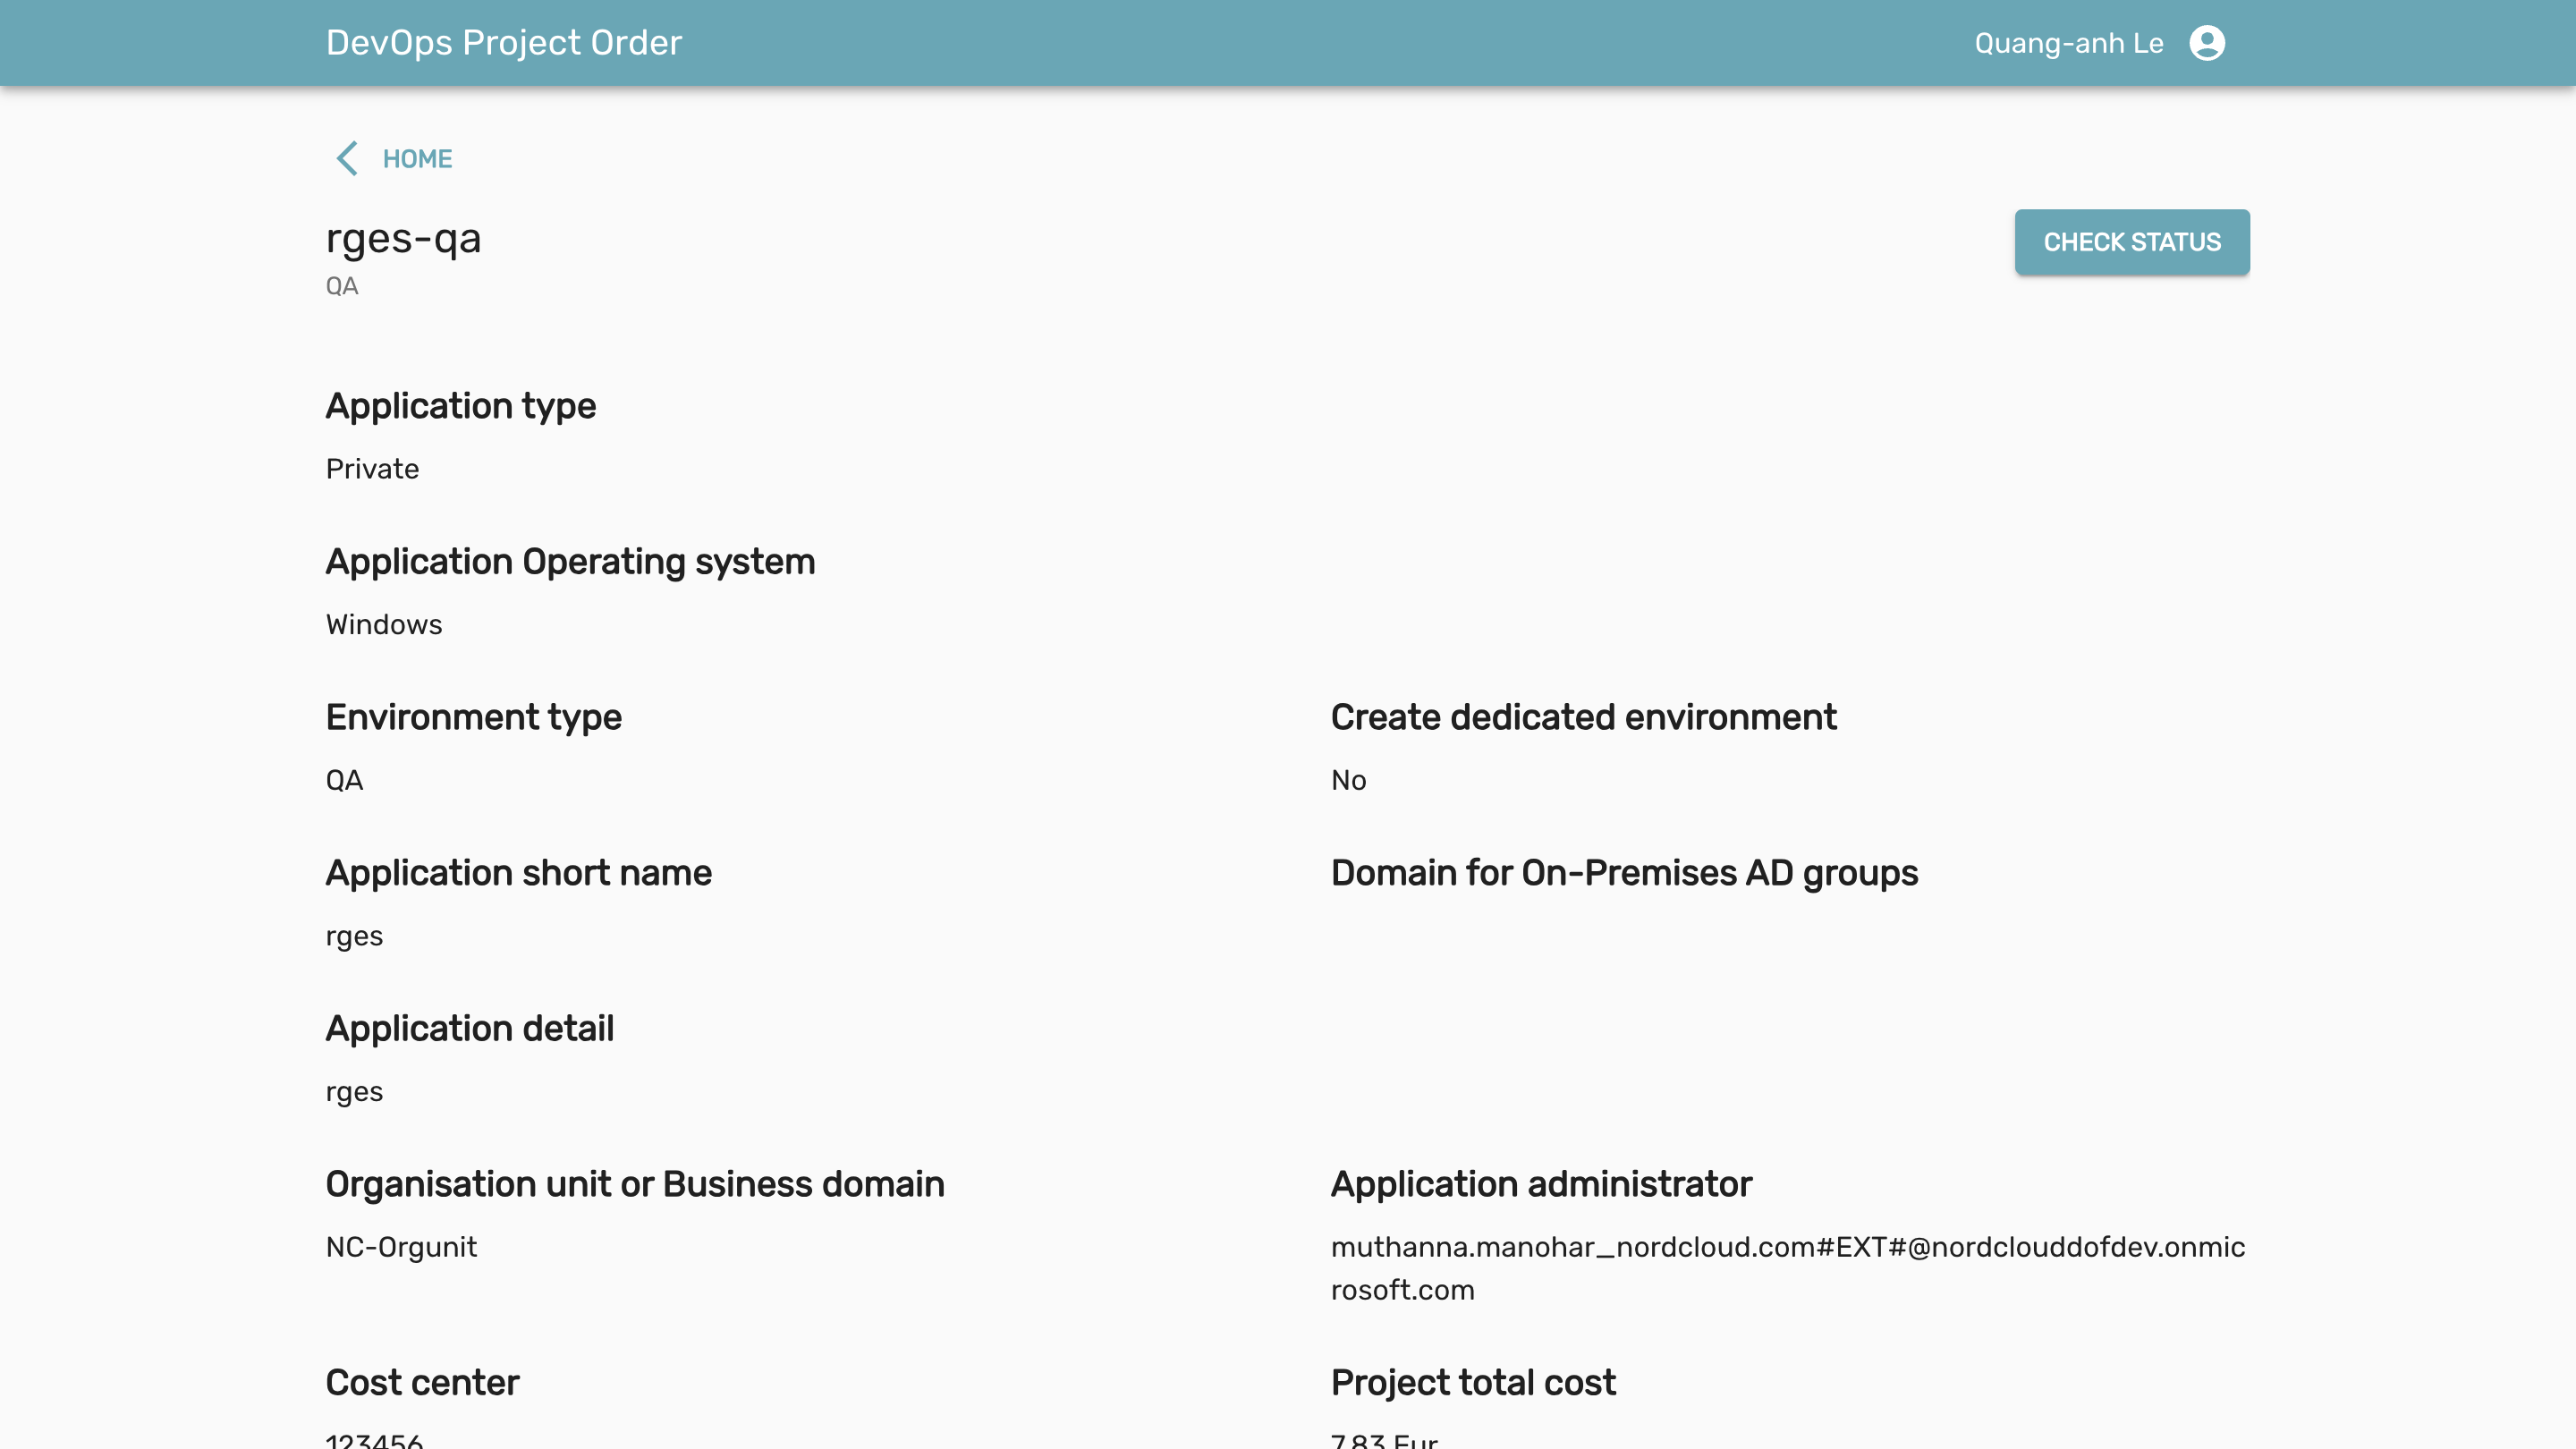 DevOps Project Order
Quang-anh Le
HOME
rges-qa
CHECK STATUS
QA
Application type
Private
Application Operating system
Windows
Environment type
QA
Create dedicated environment
No
Application short name
rges
Domain for On-Premises AD groups
Application detail
rges
Organisation unit or Business domain
NC-Orgunit
Application administrator
muthanna.manohar_nordcloud.com#EXT#@nordclouddofdev.onmic
rosoft.com
Cost center
123456
Project total cost
7.83 Eur